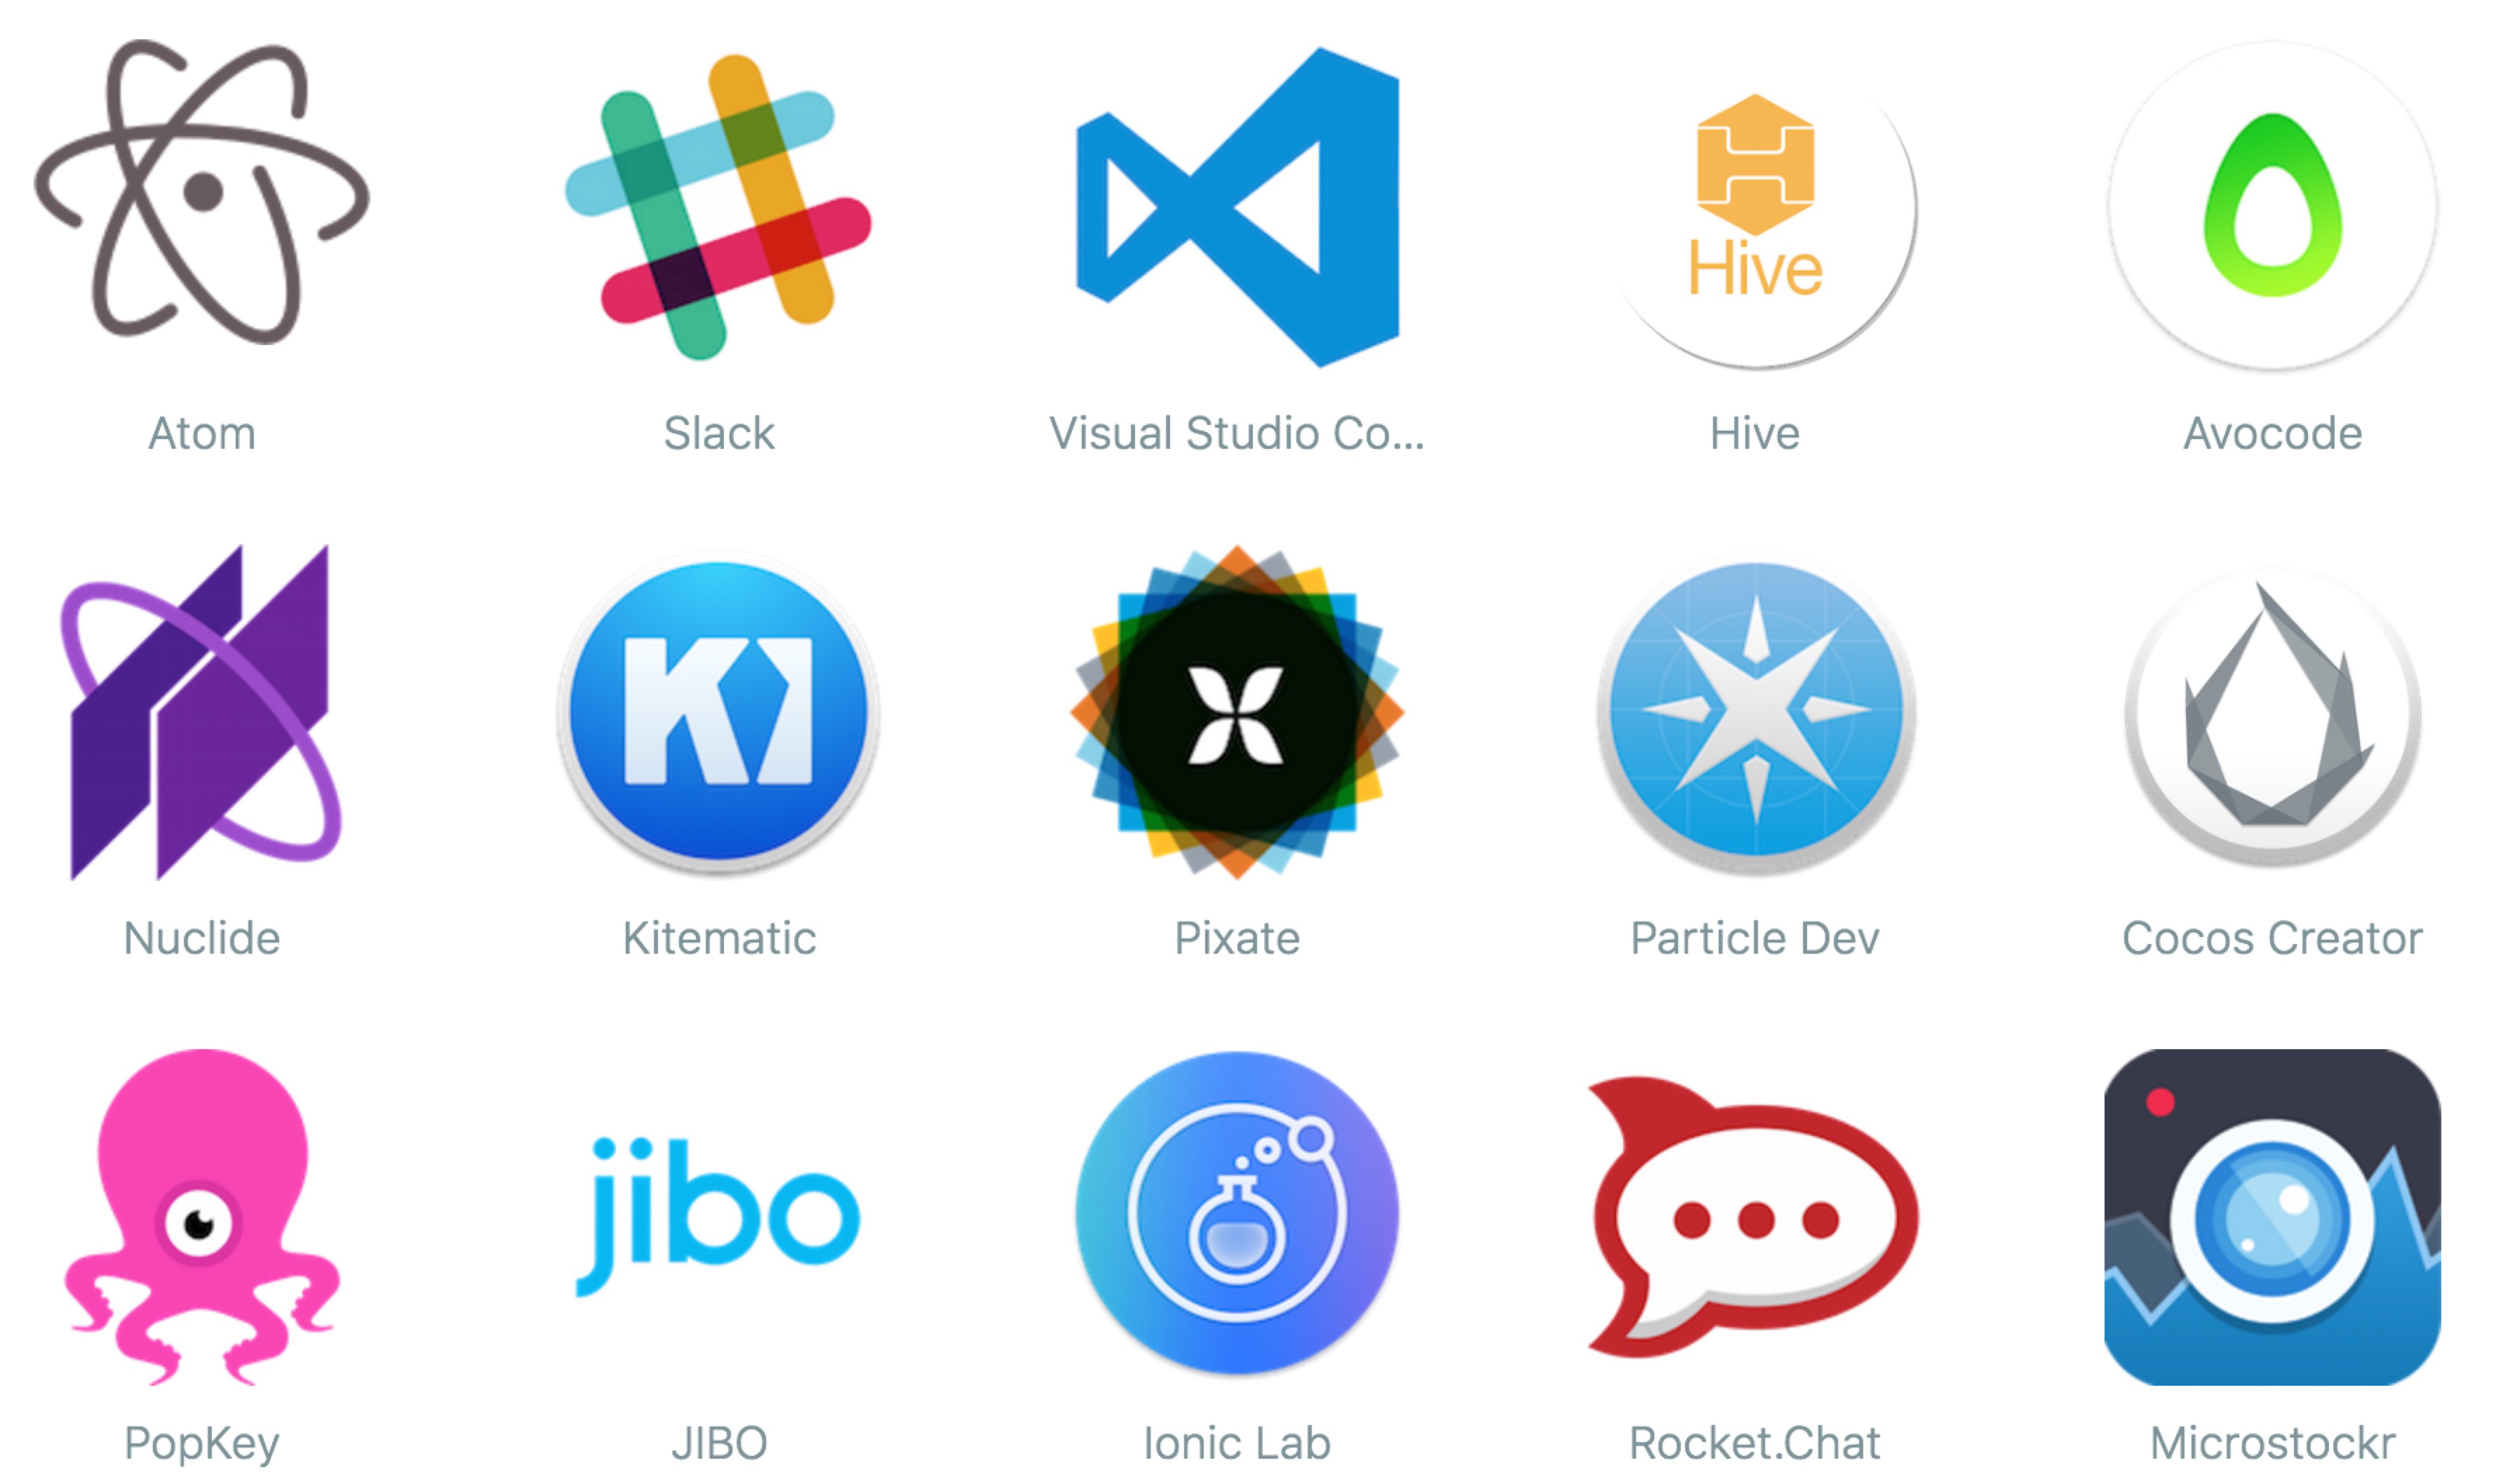 Hive
Atom
Slack
Visual Studio Co...
Hive
Avocode
KI
Nuclide
Kitematic
Pixate
Particle Dev
Cocos Creator
jibo
PopKey
JIBO
Ionic Lab
Rocket.Chat
Microstockr